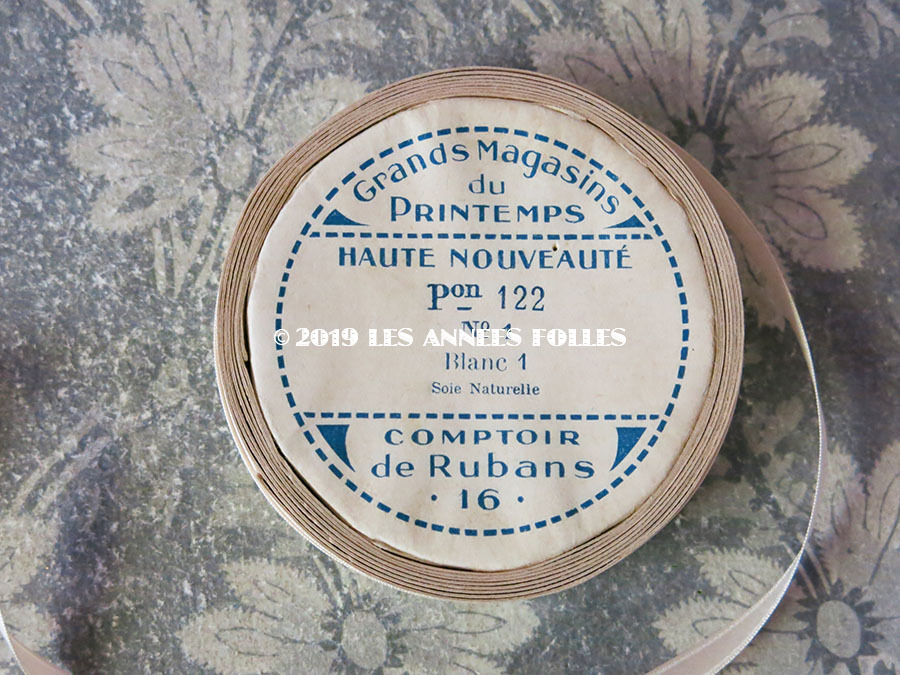 Grands Magasins
du
PRINTEMPS
HAUTE NOUVEAUTÉ
Pon 122
No
© 2019 LES ANNÉES FOLLES
Blanc 1
Soie Naturelle
COMPTOIR
de Rubans
· 16 ·